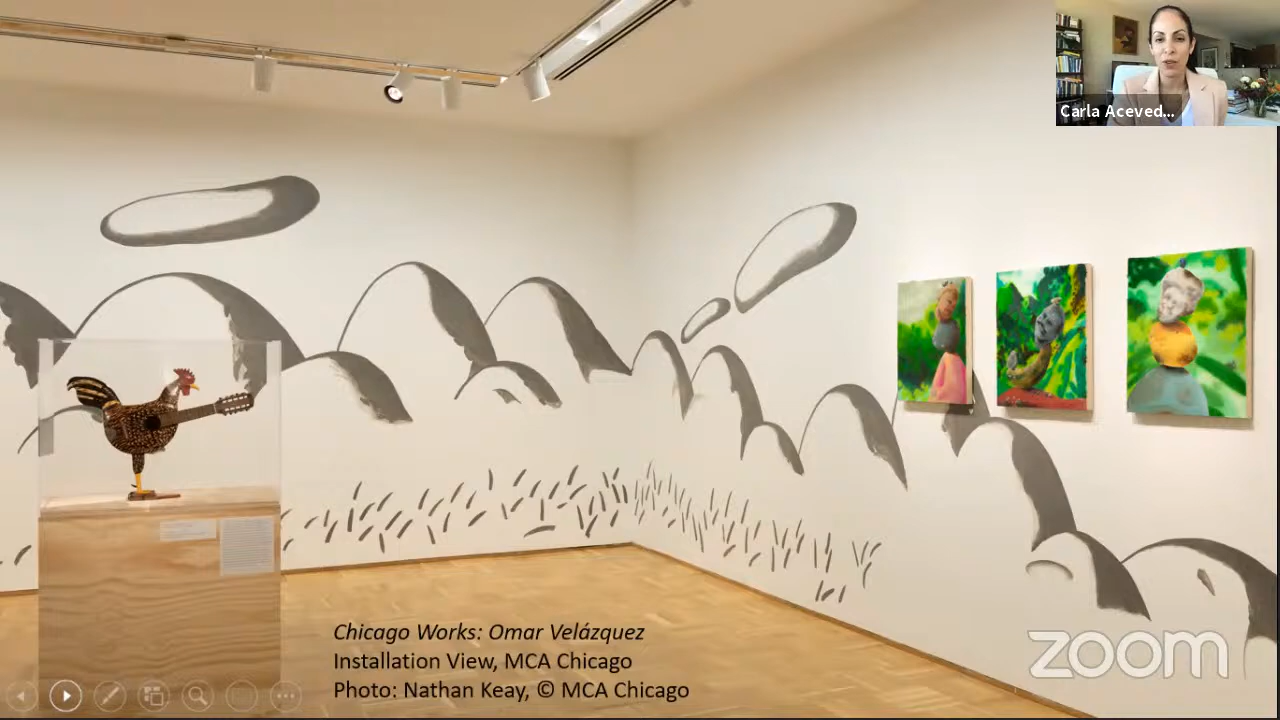 Carla Aceved...
Chicago Works: Omar Velázquez
Installation View, MCA Chicago
Photo: Nathan Keay, © MCA Chicago
zoom